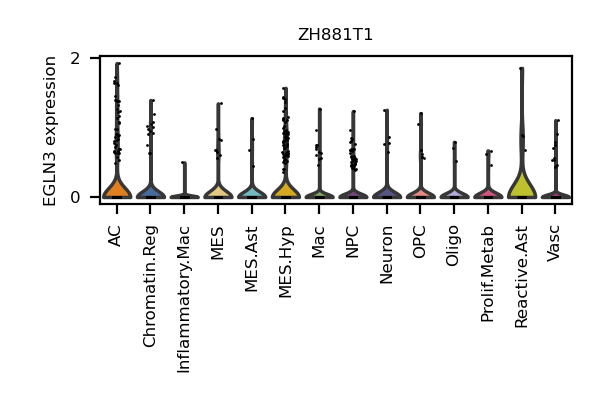 ZH881T1
EGLN3 expression
2
0
AC
Chromatin.Reg
Inflammatory.Mac
MES
MES.Ast
MES.Hyp
Mac
NPC
Neuron
OPC
Oligo
Prolif.Metab
Reactive.Ast
Vasc